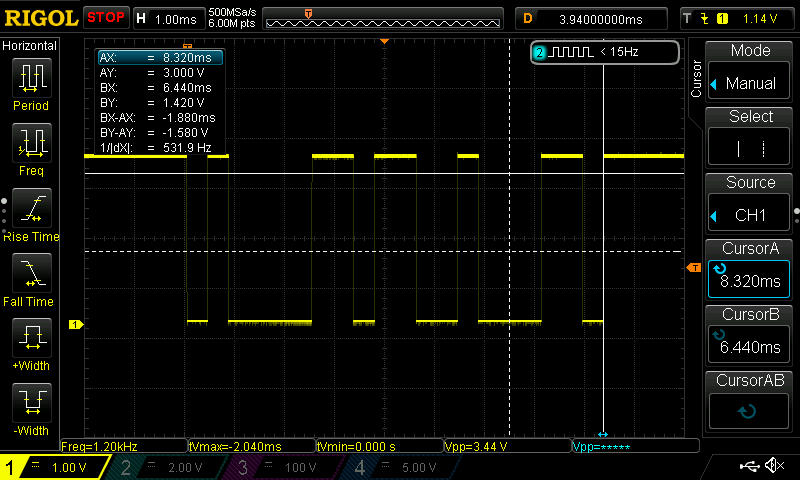 RIGOL STOP H 1.00ms 500MSa/s 6.00M pts T D 3.94000000ms T 1 1.14 V
Horizontal
Period
Freq
Rise Time
Fall Time
+Width
-Width
AX: = 8.320ms
AY: = 3.000 V
BX: = 6.440ms
BY: = 1.420 V
BX-AX: = -1.880ms
BY-AY: = -1.580 V
1/|dX|: = 531.9 Hz
2 < 15Hz
T
1
Cursor
Mode
Manual
Select
Source
CH1
CursorA
8.320ms
CursorB
6.440ms
CursorAB
Freq=1.20kHz tVmax=-2.040ms tVmin=0.000 s Vpp=3.44 V Vpp=*****
1 1.00 V 2 2.00 V 3 100 V 4 5.00 V